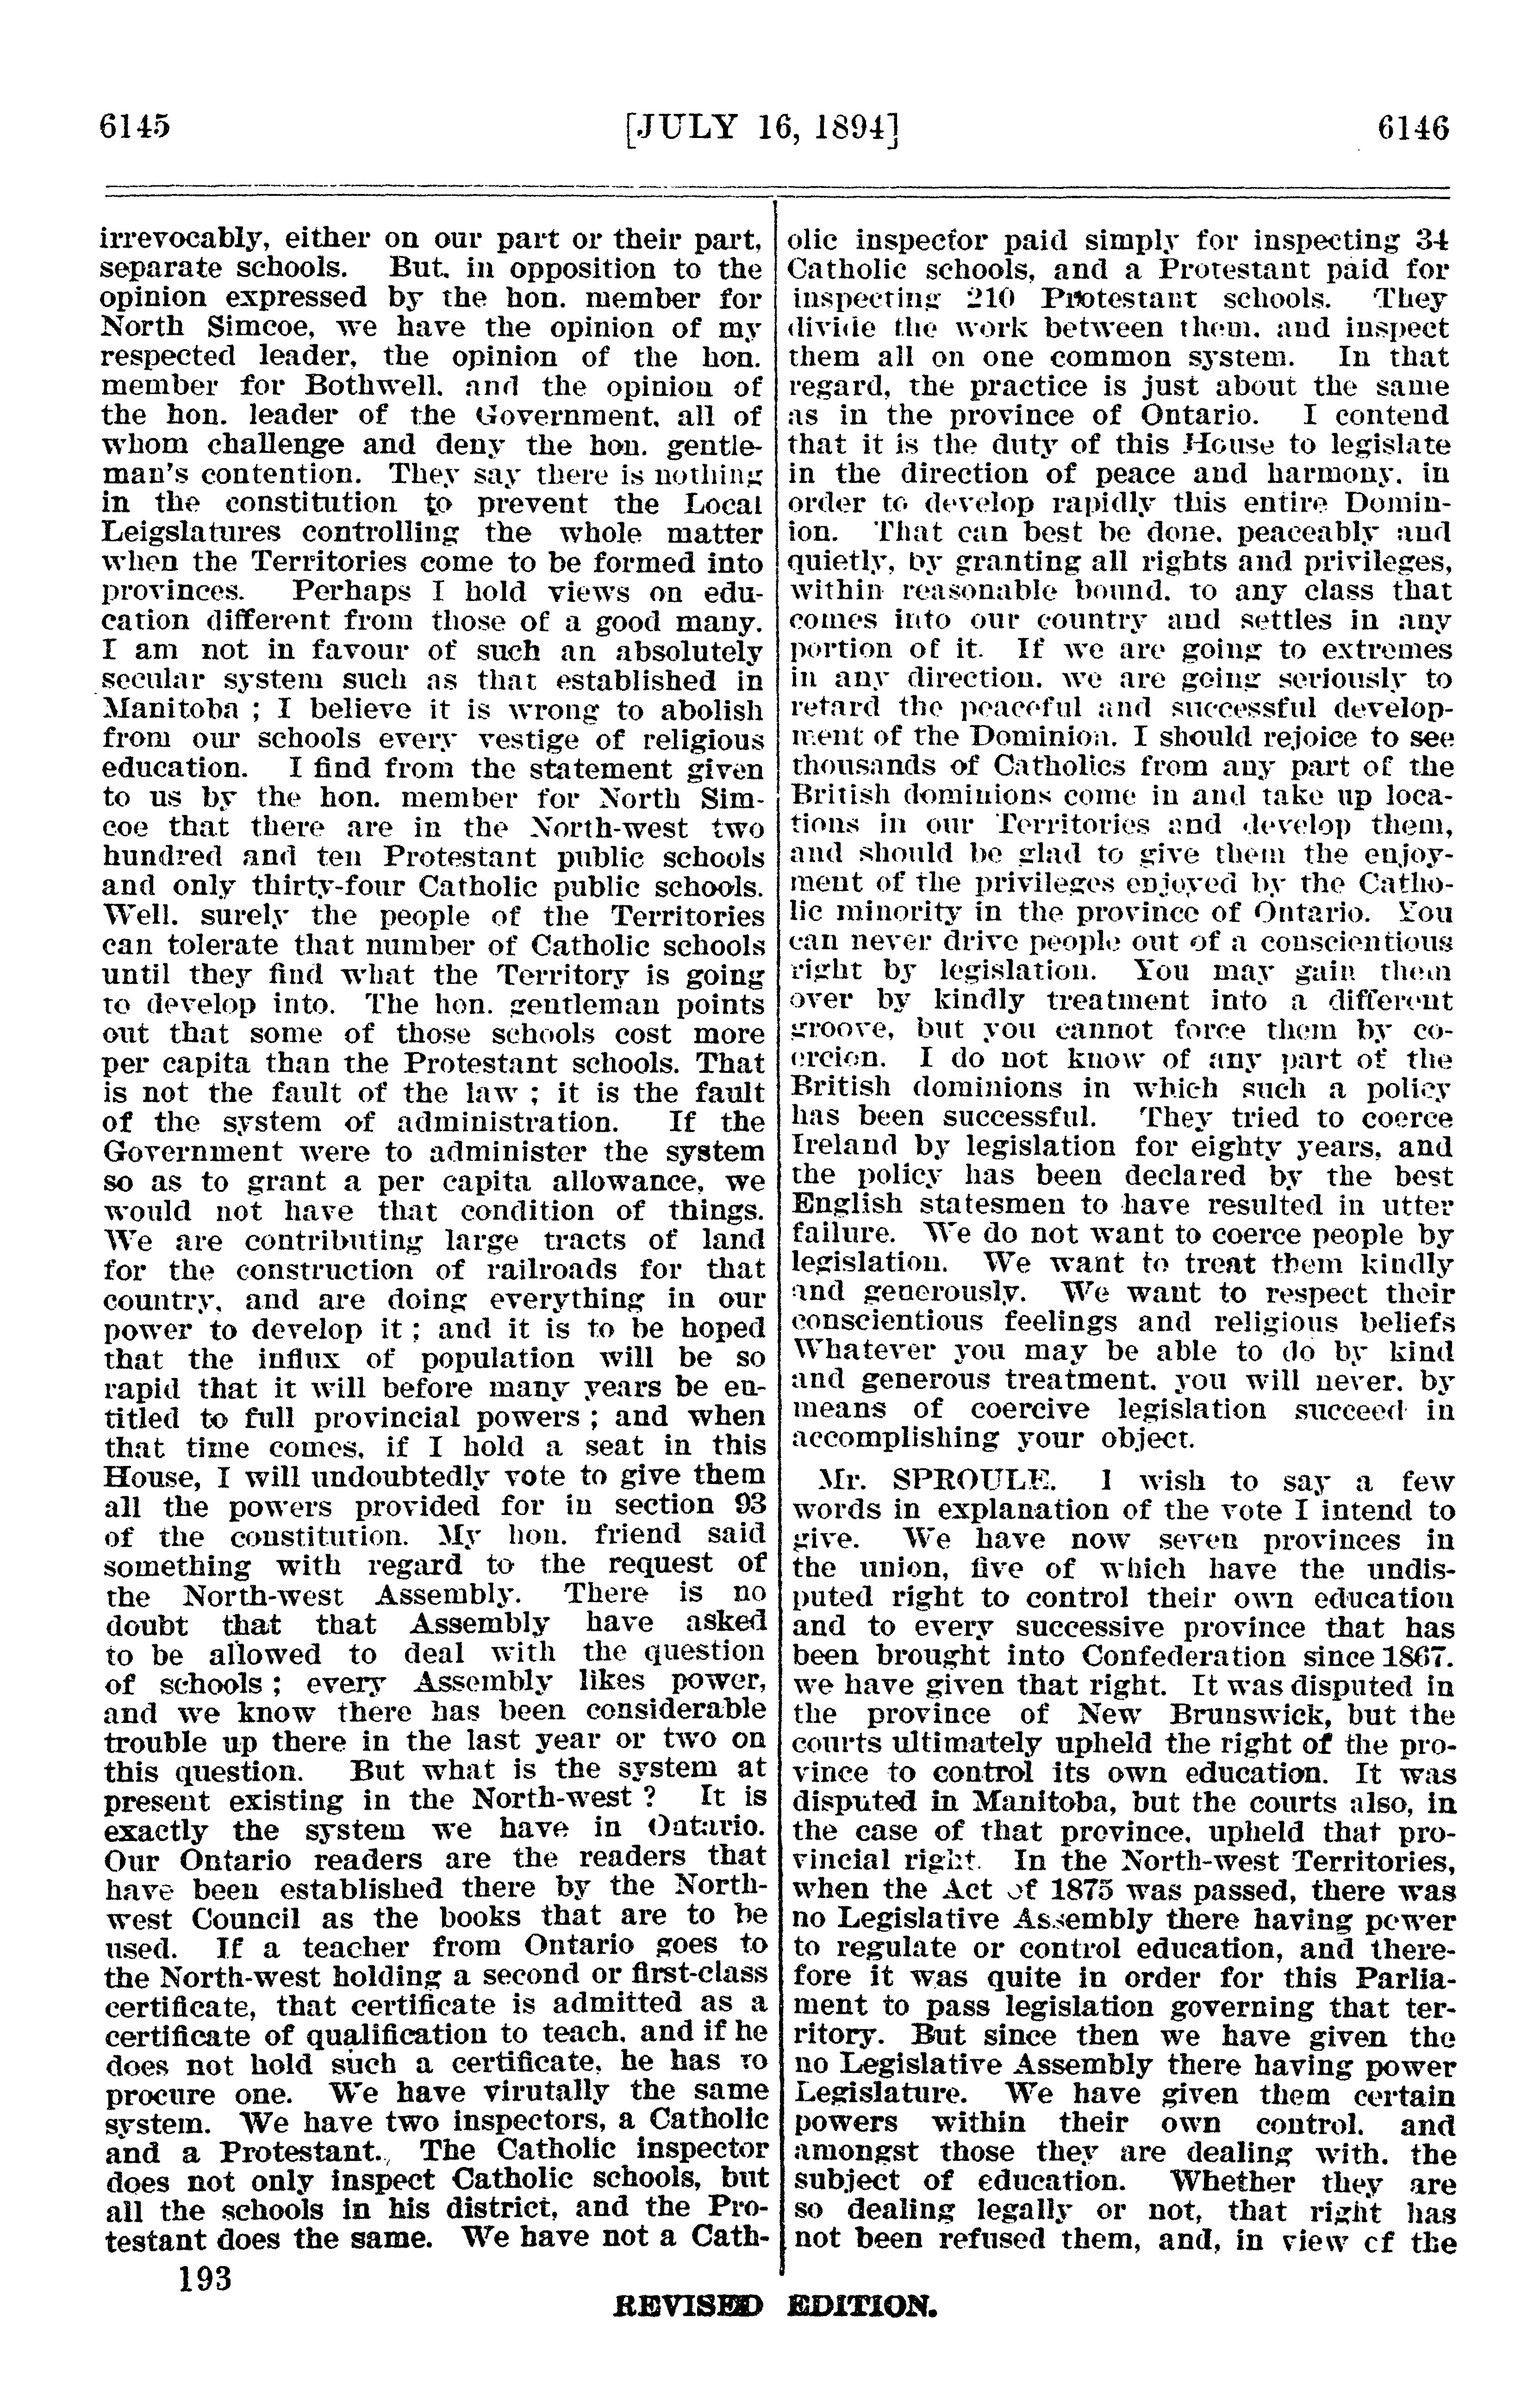 6145
[JULY 16, 1894]
6146
irrevocably, either on our part or their part,
separate schools. But, in opposition to the
opinion expressed by the hon. member for
North Simcoe, we have the opinion of my
respected leader, the opinion of the hon.
member for Bothwell, and the opinion of
the hon. leader of the Government, all of
whom challenge and deny the hon. gentle-
man's contention. They say there is nothing
in the constitution to prevent the Local
Leigslatures controlling the whole matter
when the Territories come to be formed into
provinces. Perhaps I hold views on edu-
cation different from those of a good many.
I am not in favour of such an absolutely
secular system such as that established in
Manitoba ; I believe it is wrong to abolish
from our schools every vestige of religious
education. I find from the statement given
to us by the hon. member for North Sim-
coe that there are in the North-west two
hundred and ten Protestant public schools
and only thirty-four Catholic public schools.
Well, surely the people of the Territories
can tolerate that number of Catholic schools
until they find what the Territory is going
to develop into. The hon. gentleman points
out that some of those schools cost more
per capita than the Protestant schools. That
is not the fault of the law ; it is the fault
of the system of administration. If the
Government were to administer the system
so as to grant a per capita allowance, we
would not have that condition of things.
We are contributing large tracts of land
for the construction of railroads for that
country, and are doing everything in our
power to develop it ; and it is to be hoped
that the influx of population will be so
rapid that it will before many years be en-
titled to full provincial powers ; and when
that time comes, if I hold a seat in this
House, I will undoubtedly vote to give them
all the powers provided for in section 93
of the constitution. My hon. friend said
something with regard to the request of
the North-west Assembly. There is no
doubt that that Assembly have asked
to be allowed to deal with the question
of schools ; every Assembly likes power,
and we know there has been considerable
trouble up there in the last year or two on
this question. But what is the system at
present existing in the North-west ? It is
exactly the system we have in Ontario.
Our Ontario readers are the readers that
have been established there by the North-
west Council as the books that are to be
used. If a teacher from Ontario goes to
the North-west holding a second or first-class
certificate, that certificate is admitted as a
certificate of qualification to teach, and if he
does not hold such a certificate, he has to
procure one. We have virutally the same
system. We have two inspectors, a Catholic
and a Protestant. The Catholic inspector
does not only inspect Catholic schools, but
all the schools in his district, and the Pro-
testant does the same. We have not a Cath-
193
olic inspector paid simply for inspecting 34
Catholic schools, and a Protestant paid for
inspecting 210 Protestant schools. They
divide the work between them, and inspect
them all on one common system. In that
regard, the practice is just about the same
as in the province of Ontario. I contend
that it is the duty of this House to legislate
in the direction of peace and harmony, in
order to develop rapidly this entire Domin-
ion. That can best be done, peaceably and
quietly, by granting all rights and privileges,
within reasonable bound, to any class that
comes into our country and settles in any
portion of it. If we are going to extremes
in any direction, we are going seriously to
retard the peaceful and successful develop-
ment of the Dominion. I should rejoice to see
thousands of Catholics from any part of the
British dominions come in and take up loca-
tions in our Territories and develop them,
and should be glad to give them the enjoy-
ment of the privileges enjoyed by the Catho-
lic minority in the province of Ontario. You
can never drive people out of a conscientious
right by legislation. You may gain them
over by kindly treatment into a different
groove, but you cannot force them by co-
ercion. I do not know of any part of the
British dominions in which such a policy
has been successful. They tried to coerce
Ireland by legislation for eighty years, and
the policy has been declared by the best
English statesmen to have resulted in utter
failure. We do not want to coerce people by
legislation. We want to treat them kindly
and generously. We want to respect their
conscientious feelings and religious beliefs
Whatever you may be able to do by kind
and generous treatment, you will never, by
means of coercive legislation succeed in
accomplishing your object.
Mr. SPROULE. I wish to say a few
words in explanation of the vote I intend to
give. We have now seven provinces in
the union, five of which have the undis-
puted right to control their own education
and to every successive province that has
been brought into Confederation since 1867.
we have given that right. It was disputed in
the province of New Brunswick, but the
courts ultimately upheld the right of the pro-
vince to control its own education. It was
disputed in Manitoba, but the courts also, in
the case of that province, upheld that pro-
vincial right. In the North-west Territories,
when the Act of 1875 was passed, there was
no Legislative Assembly there having power
to regulate or control education, and there-
fore it was quite in order for this Parlia-
ment to pass legislation governing that ter-
ritory. But since then we have given the
no Legislative Assembly there having power
Legislature. We have given them certain
powers within their own control, and
amongst those they are dealing with, the
subject of education. Whether they are
so dealing legally or not, that right has
not been refused them, and, in view of the
REVISED EDITION.